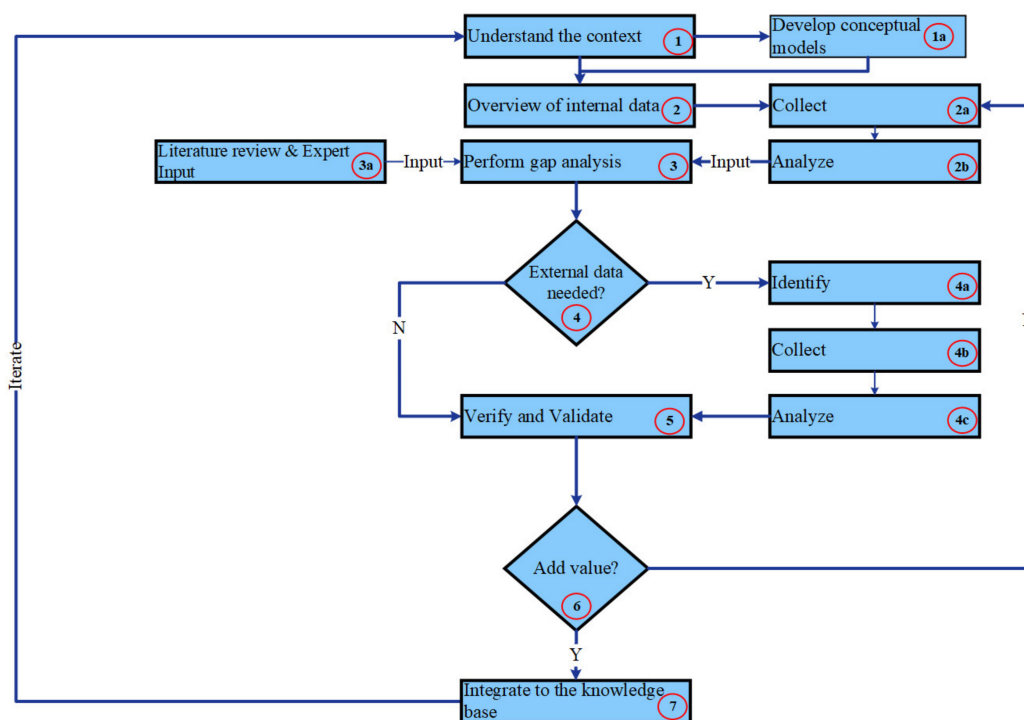 Understand the context 1
Develop conceptual
models 1a
Overview of internal data 2
Collect 2a
Literature review & Expert
Input 3a
Input
Perform gap analysis 3
Input
Analyze 2b
External data
needed?
4
Y
Identify 4a
N
Collect 4b
Iterate
Verify and Validate 5
Analyze 4c
Add value?
6
Y
Integrate to the knowledge
base 7